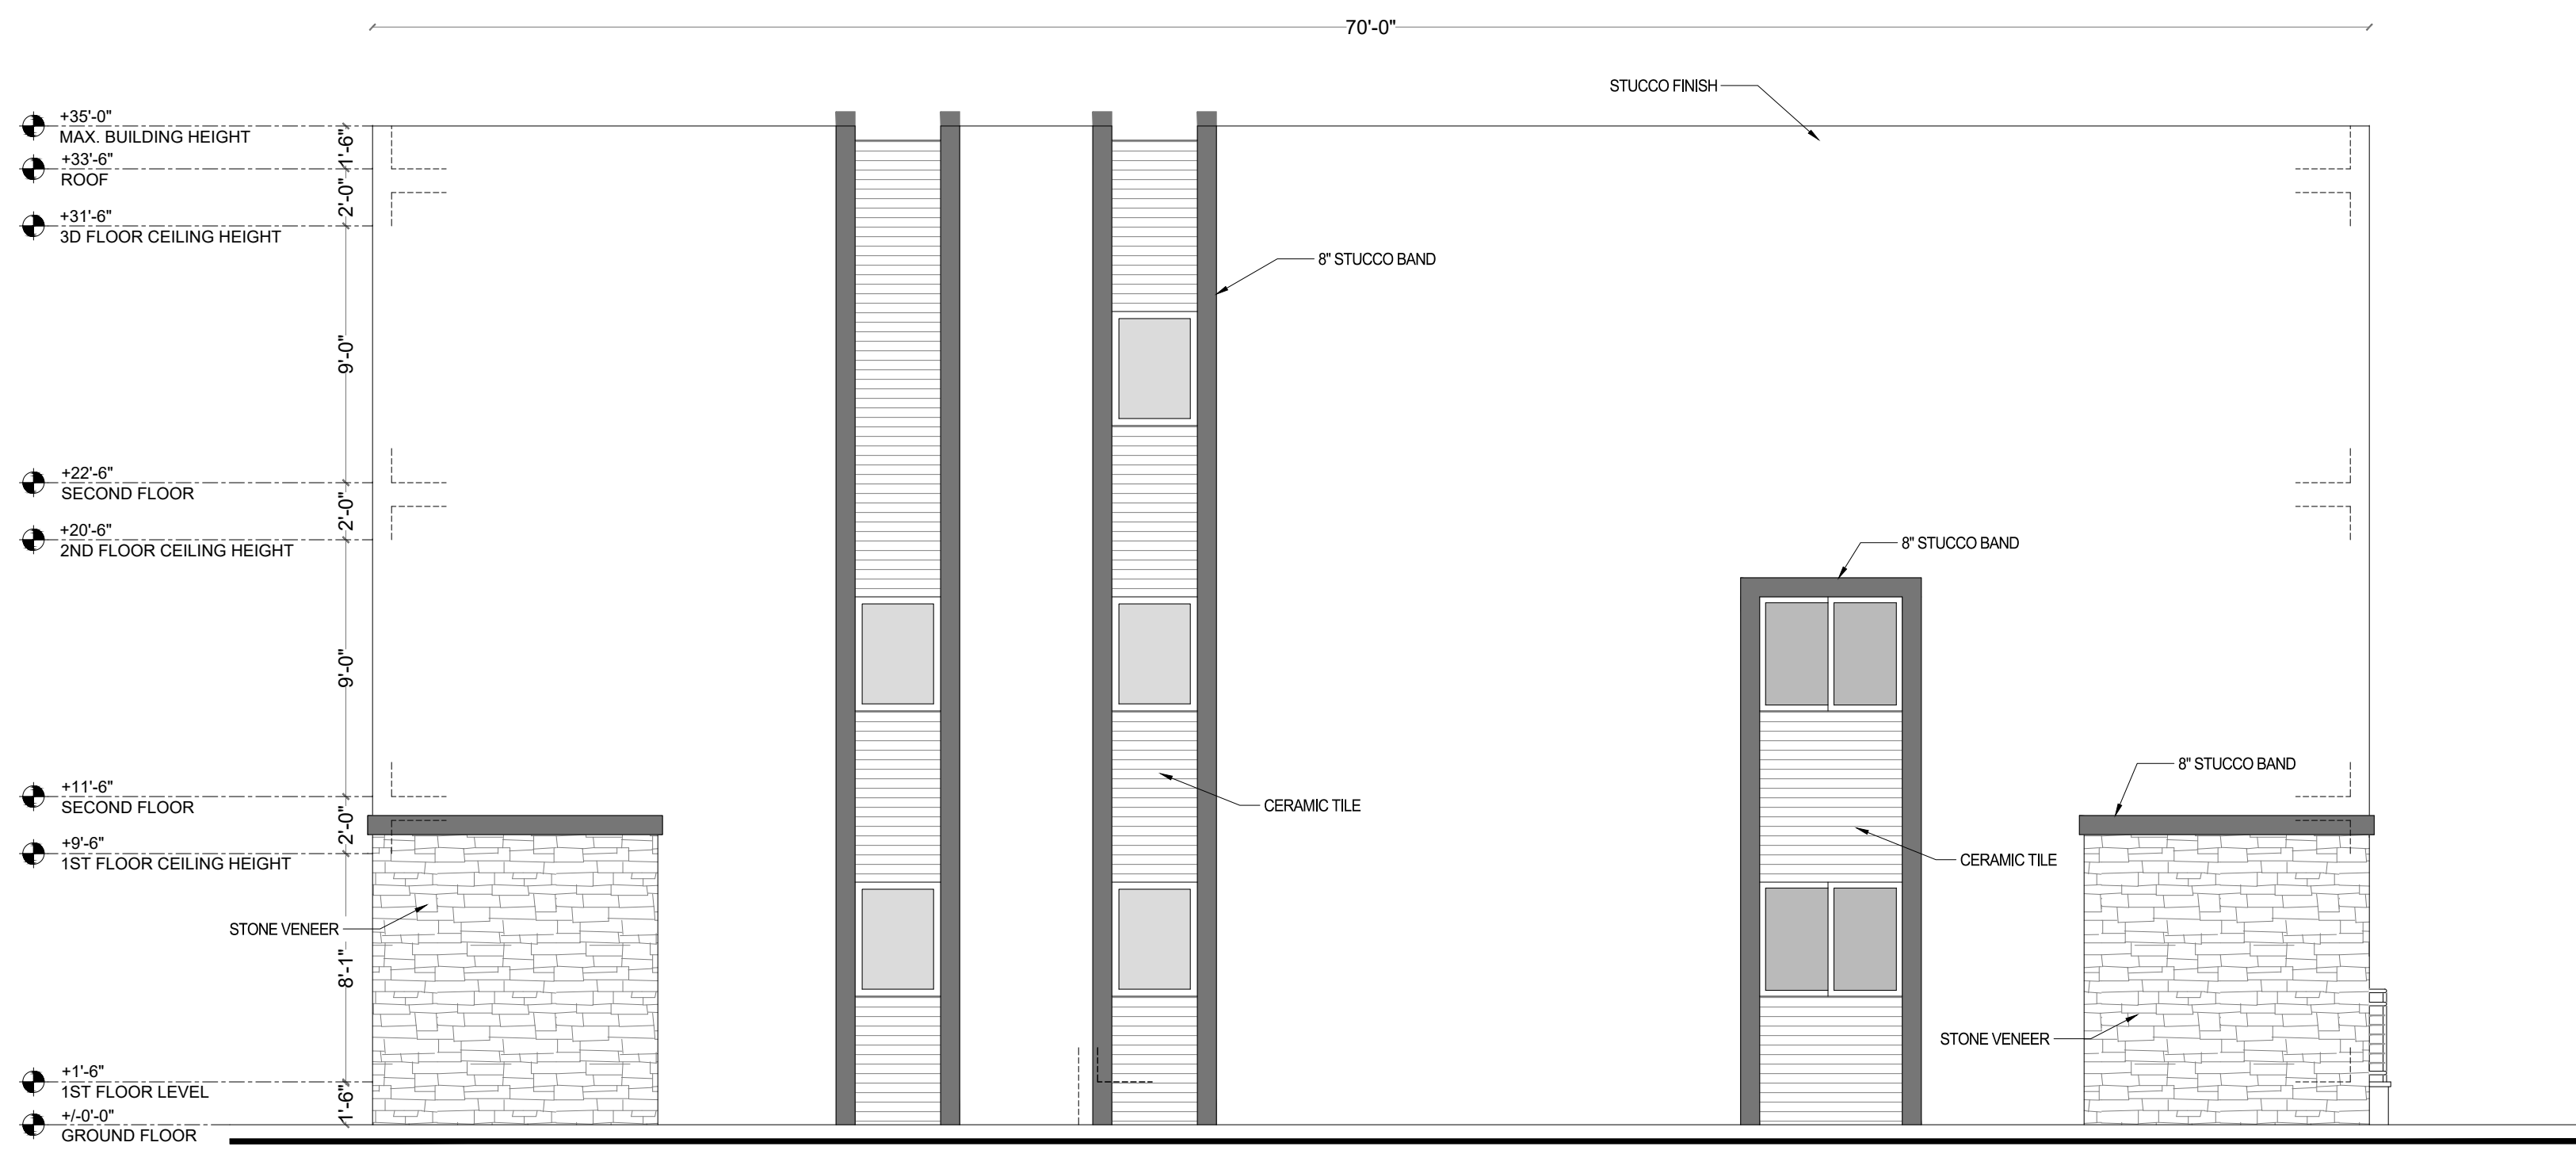 70'-0"
STUCCO FINISH
+35'-0"
MAX. BUILDING HEIGHT
1'-6"
+33'-6"
ROOF
2'-0"
+31'-6"
3D FLOOR CEILING HEIGHT
8" STUCCO BAND
9'-0"
+22'-6"
SECOND FLOOR
2'-0"
+20'-6"
2ND FLOOR CEILING HEIGHT
8" STUCCO BAND
9'-0"
8" STUCCO BAND
+11'-6"
SECOND FLOOR
CERAMIC TILE
2'-0"
+9'-6"
1ST FLOOR CEILING HEIGHT
CERAMIC TILE
STONE VENEER
8'-1"
STONE VENEER
+1'-6"
1ST FLOOR LEVEL
1'-6"
+/-0'-0"
GROUND FLOOR